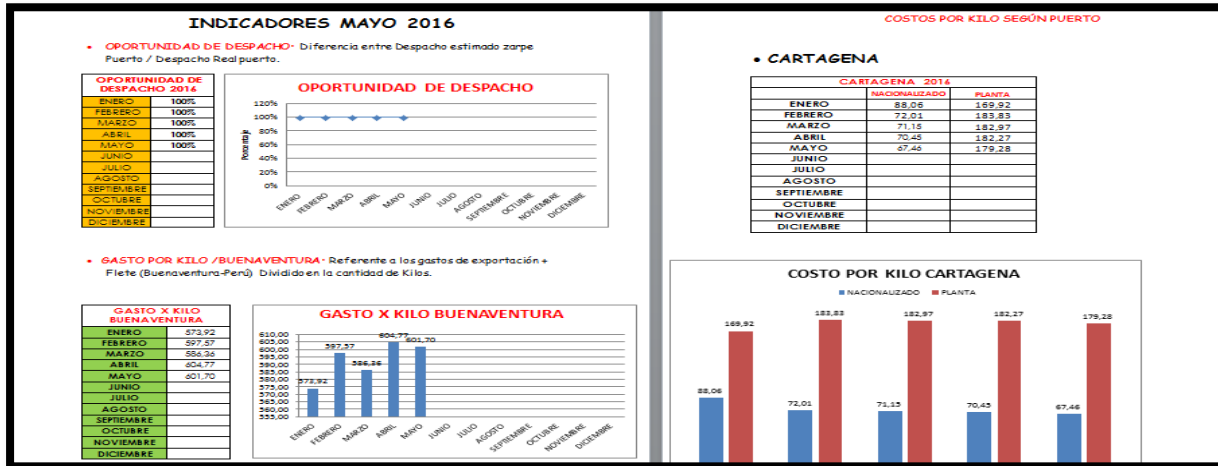 INDICADORES MAYO 2016
• OPORTUNIDAD DE DESPACHO- Diferencia entre Despacho estimado zarpe
Puerto / Despacho Real puerto.
OPORTUNIDAD DE
DESPACHO 2016
ENERO 100%
FEBRERO 100%
MARZO 100%
ABRIL 100%
MAYO 100%
JUNIO
JULIO
AGOSTO
SEPTIEMBRE
OCTUBRE
NOVIEMBRE
DICIEMBRE
OPORTUNIDAD DE DESPACHO
Porcentaje
120%
100%
80%
60%
40%
20%
0%
ENERO
FEBRERO
MARZO
ABRIL
MAYO
JUNIO
JULIO
AGOSTO
SEPTIEMBRE
OCTUBRE
NOVIEMBRE
DICIEMBRE
• GASTO POR KILO /BUENAVENTURA- Referente a los gastos de exportación +
Flete (Buenaventura-Perú) Dividido en la cantidad de Kilos.
GASTO X KILO
BUENAVENTURA
ENERO 573,92
FEBRERO 597,57
MARZO 586,36
ABRIL 604,77
MAYO 601,70
JUNIO
JULIO
AGOSTO
SEPTIEMBRE
OCTUBRE
NOVIEMBRE
DICIEMBRE
GASTO X KILO BUENAVENTURA
610,00
605,00
600,00
595,00
590,00
585,00
580,00
575,00
570,00
565,00
560,00
555,00
573,92
597,57
586,36
604,77
601,70
ENERO
FEBRERO
MARZO
ABRIL
MAYO
JUNIO
JULIO
AGOSTO
SEPTIEMBRE
OCTUBRE
NOVIEMBRE
DICIEMBRE
COSTOS POR KILO SEGÚN PUERTO
• CARTAGENA
CARTAGENA 2016
NACIONALIZADO PLANTA
ENERO 88,06 169,92
FEBRERO 72,01 183,83
MARZO 71,15 182,97
ABRIL 70,45 182,27
MAYO 67,46 179,28
JUNIO
JULIO
AGOSTO
SEPTIEMBRE
OCTUBRE
NOVIEMBRE
DICIEMBRE
COSTO POR KILO CARTAGENA
NACIONALIZADO PLANTA
88,06 169,92
72,01 183,83
71,15 182,97
70,45 182,27
67,46 179,28